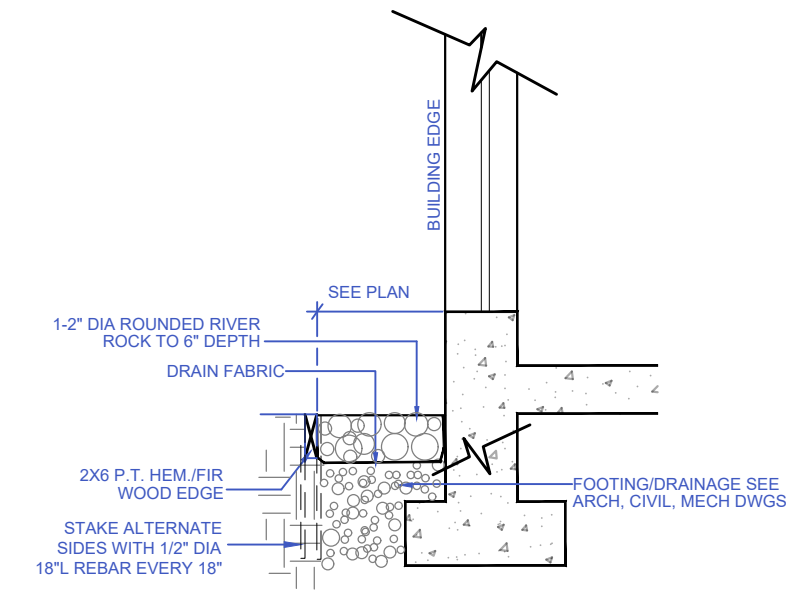 BUILDING EDGE
SEE PLAN
1-2" DIA ROUNDED RIVER
ROCK TO 6" DEPTH
DRAIN FABRIC
2X6 P.T. HEM./FIR
WOOD EDGE
STAKE ALTERNATE
SIDES WITH 1/2" DIA
18"L REBAR EVERY 18"
FOOTING/DRAINAGE SEE
ARCH, CIVIL, MECH DWGS